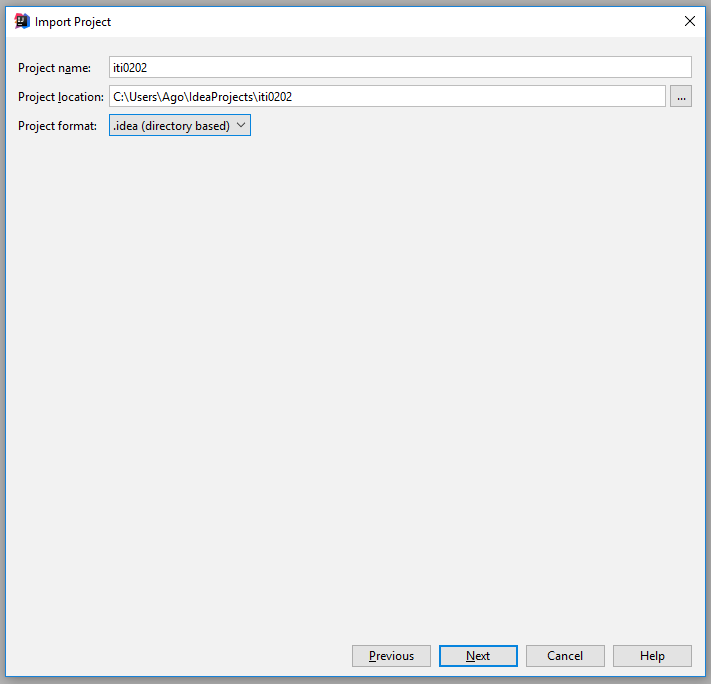 Import Project
Project name: iti0202
Project location: C:\Users\Ago\IdeaProjects\iti0202 ...
Project format: .idea (directory based)
Previous Next Cancel Help